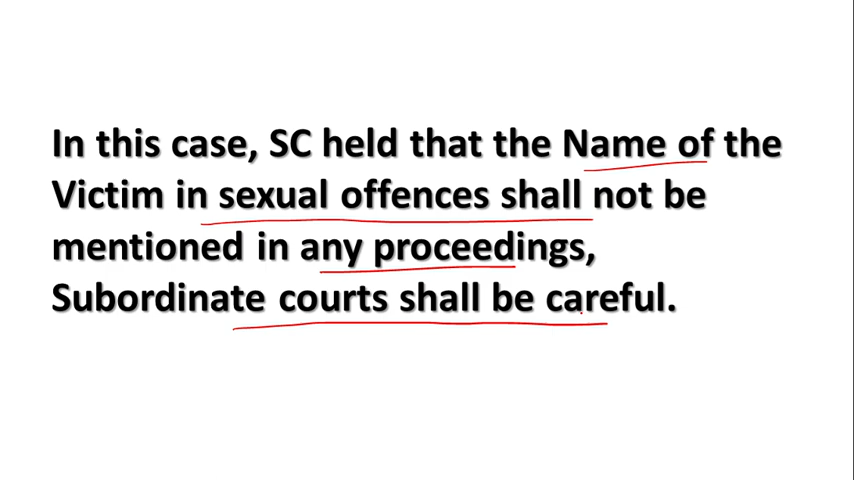 In this case, SC held that the Name of the
Victim in sexual offences shall not be
mentioned in any proceedings,
Subordinate courts shall be careful.